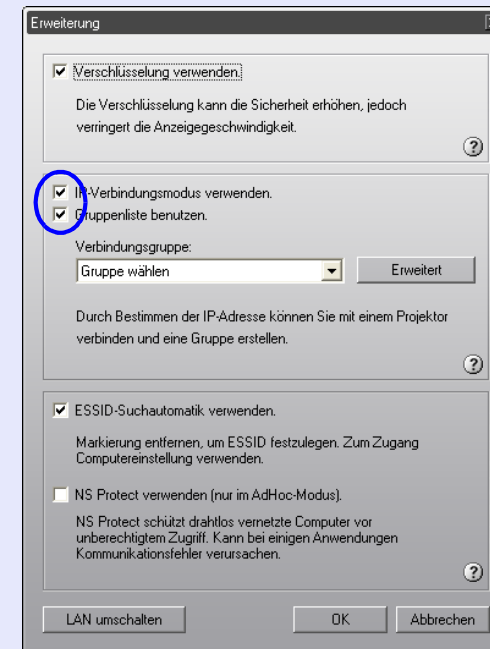 Erweiterung
Verschlüsselung verwenden.
Die Verschlüsselung kann die Sicherheit erhöhen, jedoch
verringert die Anzeigegeschwindigkeit.
?
IP-Verbindungsmodus verwenden.
Gruppenliste benutzen.
Verbindungsgruppe:
Gruppe wählen
Erweitert
Durch Bestimmen der IP-Adresse können Sie mit einem Projektor
verbinden und eine Gruppe erstellen.
?
ESSID-Suchautomatik verwenden.
Markierung entfernen, um ESSID festzulegen. Zum Zugang
Computereinstellung verwenden.
NS Protect verwenden (nur im AdHoc-Modus).
NS Protect schützt drahtlos vernetzte Computer vor
unberechtigtem Zugriff. Kann bei einigen Anwendungen
Kommunikationsfehler verursachen.
?
LAN umschalten
OK
Abbrechen